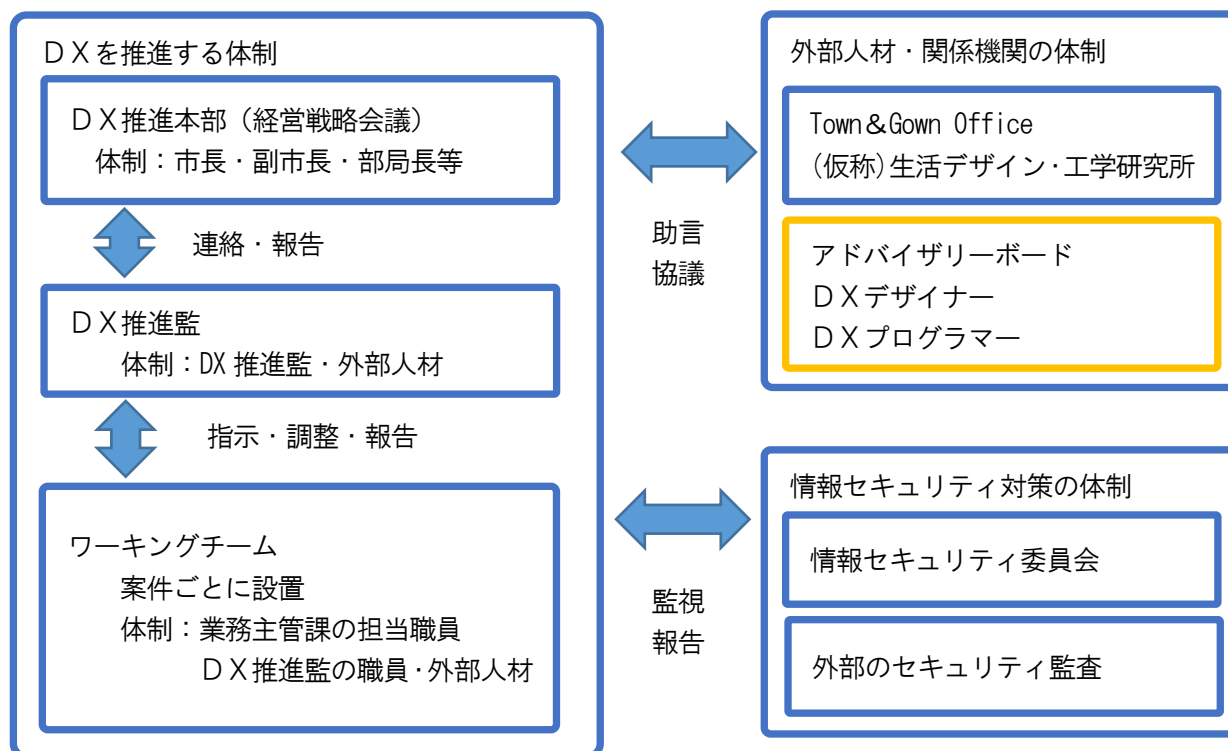 ＤＸを推進する体制
ＤＸ推進本部（経営戦略会議）
体制：市長・副市長・部局長等
連絡・報告
ＤＸ推進監
体制：DX 推進監・外部人材
指示・調整・報告
ワーキングチーム
案件ごとに設置
体制：業務主管課の担当職員
ＤＸ推進監の職員・外部人材
助言
協議
監視
報告
外部人材・関係機関の体制
Town＆Gown Office
(仮称)生活デザイン・工学研究所
アドバイザリーボード
ＤＸデザイナー
ＤＸプログラマー
情報セキュリティ対策の体制
情報セキュリティ委員会
外部のセキュリティ監査